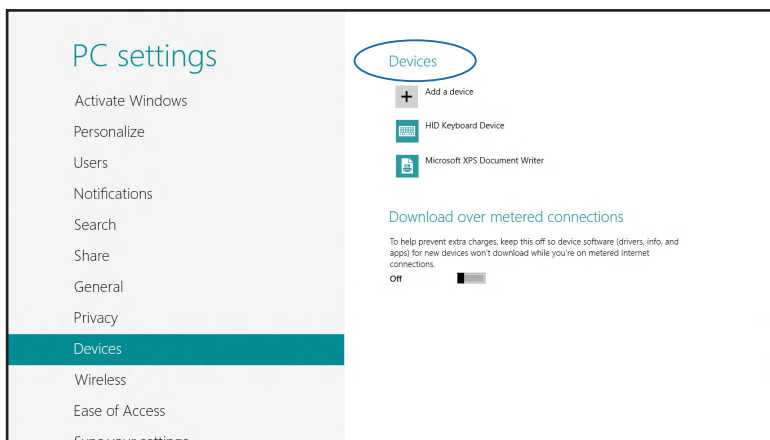 PC settings
Activate Windows
Personalize
Users
Notifications
Search
Share
General
Privacy
Devices
Wireless
Ease of Access
Sync your settings
Devices
Add a device
HID Keyboard Device
Microsoft XPS Document Writer
Download over metered connections
To help prevent extra charges, keep this off so device software (drivers, info, and
apps) for new devices won't download while you're on metered Internet
connections.
Off